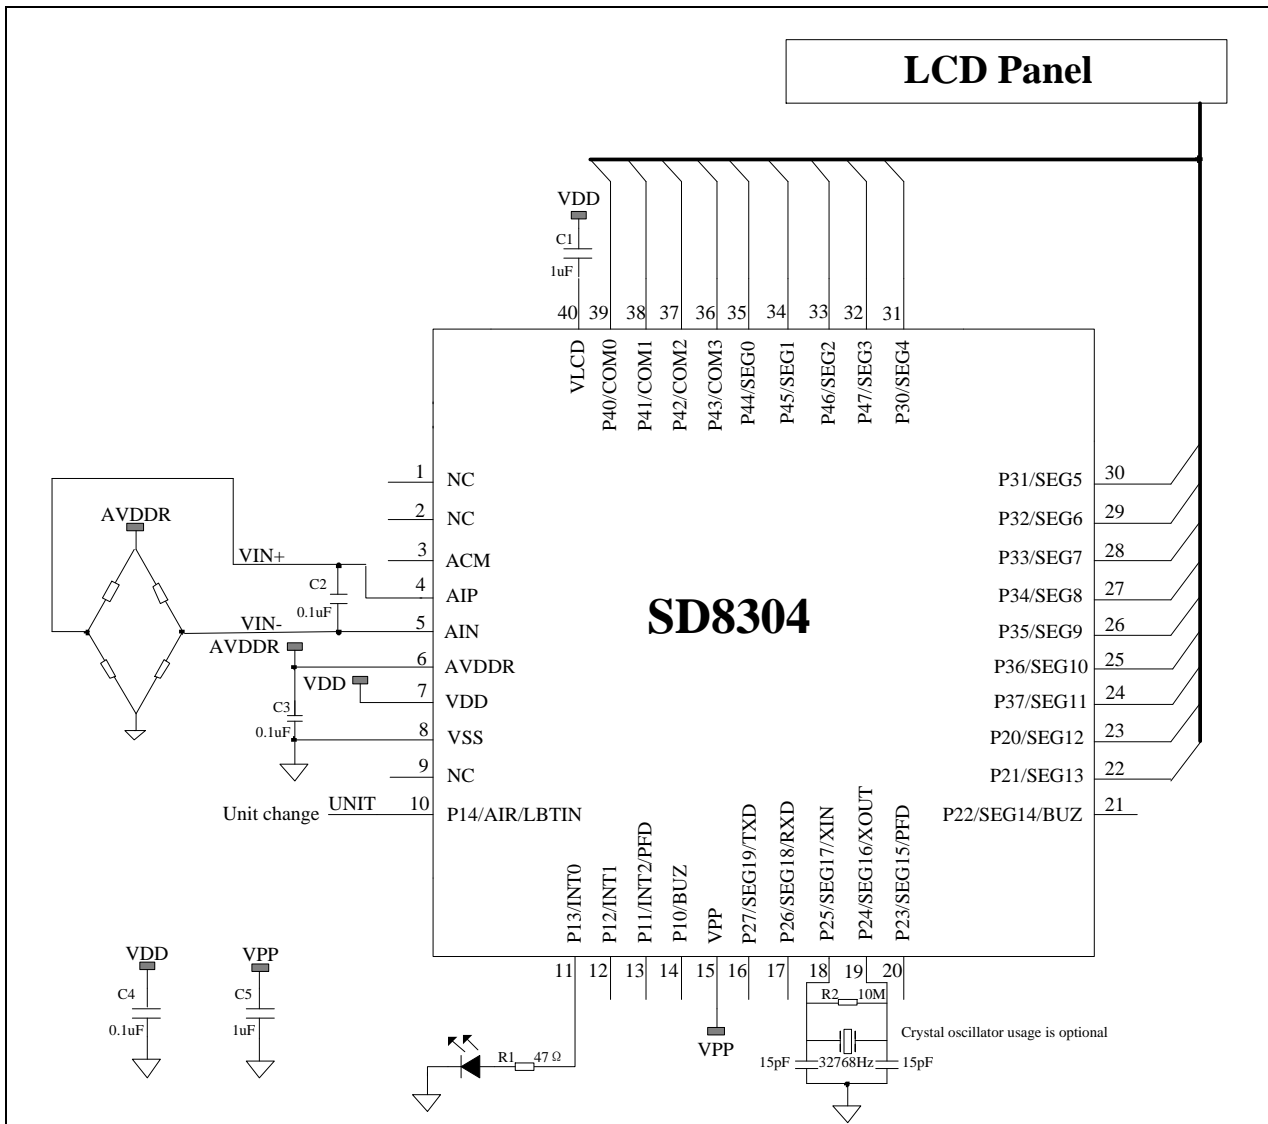 LCD Panel
VDD
C1
1uF
40 39 38 37 36 35 34 33 32 31
VLCD
P40/COM0
P41/COM1
P42/COM2
P43/COM3
P44/SEG0
P45/SEG1
P46/SEG2
P47/SEG3
P30/SEG4
1 NC
2 NC
3 ACM
4 AIP
5 AIN
6 AVDDR
7 VDD
8 VSS
9 NC
10 P14/AIR/LBTIN
AVDDR
VIN+
C2
0.1uF
VIN-
AVDDR
VDD
C3
0.1uF
Unit change UNIT
SD8304
P31/SEG5 30
P32/SEG6 29
P33/SEG7 28
P34/SEG8 27
P35/SEG9 26
P36/SEG10 25
P37/SEG11 24
P20/SEG12 23
P21/SEG13 22
P22/SEG14/BUZ 21
P13/INT0
P12/INT1
P11/INT2/PFD
P10/BUZ
VPP
P27/SEG19/TXD
P26/SEG18/RXD
P25/SEG17/XIN
P24/SEG16/XOUT
P23/SEG15/PFD
11 12 13 14 15 16 17 18 19 20
VDD
C4
0.1uF
VPP
C5
1uF
R1 47Ω
VPP
R2 10M
Crystal oscillator usage is optional
15pF 32768Hz 15pF